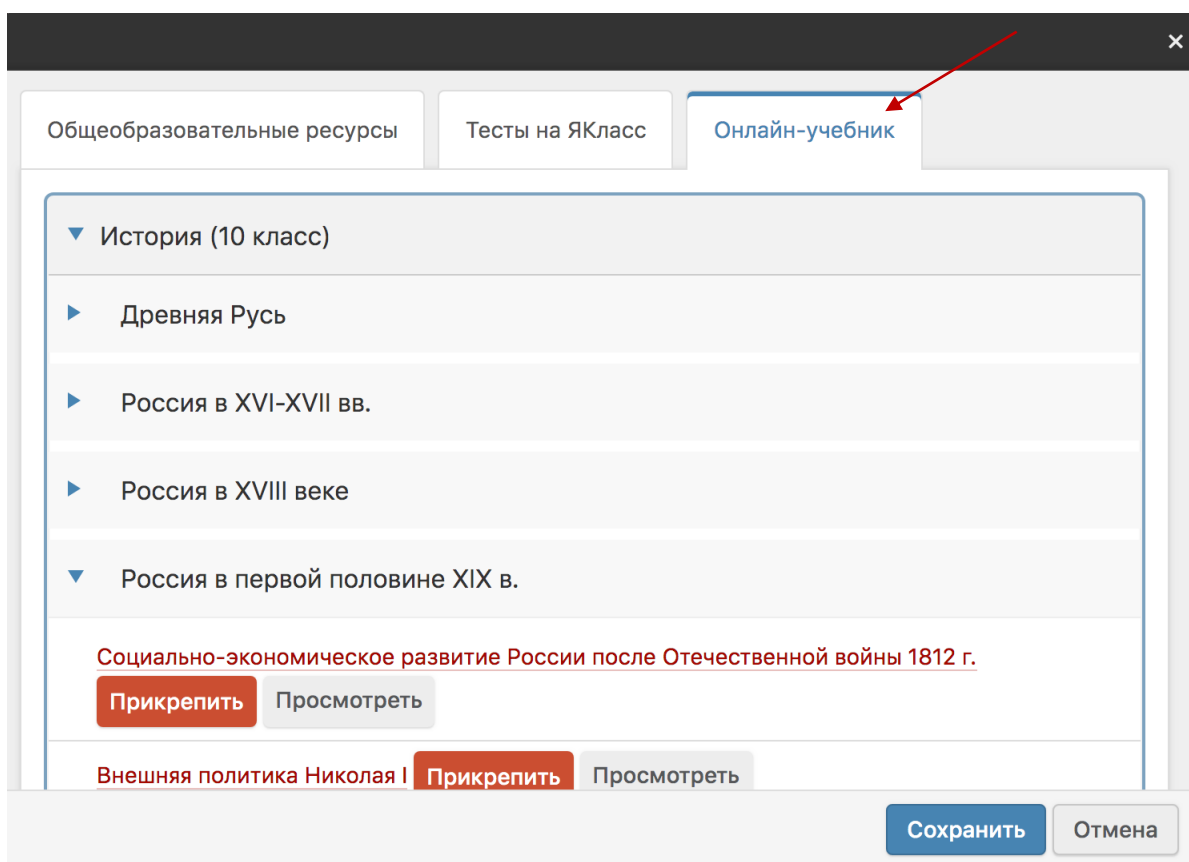 Общеобразовательные ресурсы
Тесты на ЯКласс
Онлайн-учебник
История (10 класс)
Древняя Русь
Россия в XVI-XVII вв.
Россия в XVIII веке
Россия в первой половине XIX в.
Социально-экономическое развитие России после Отечественной войны 1812 г.
Прикрепить Просмотреть
Внешняя политика Николая I Прикрепить Просмотреть
Сохранить Отмена